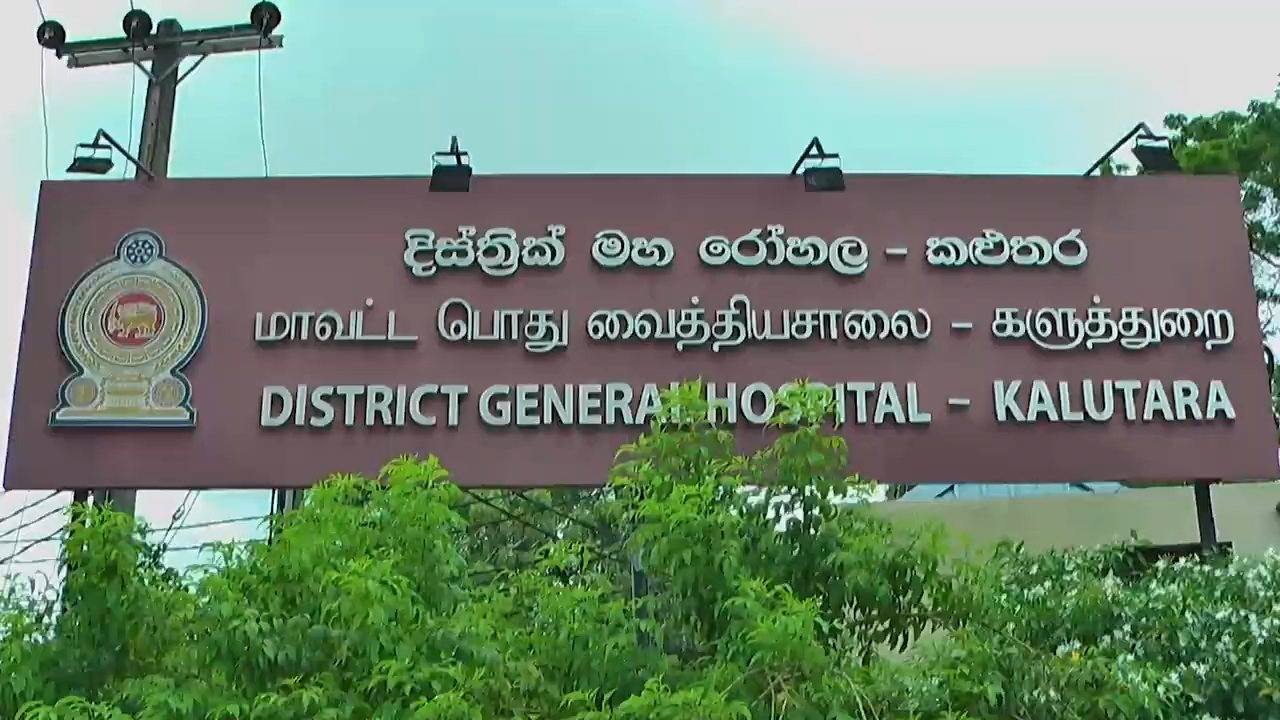 දිස්ත්‍රික් මහ රෝහල - කළුතර
மாவட்ட பொது வைத்தியசாலை - களுத்துறை
DISTRICT GENERAL HOSPITAL - KALUTARA